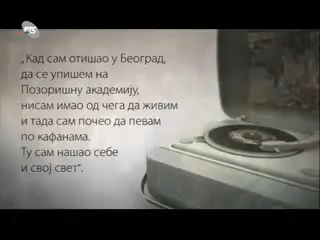 РТС
„Кад сам отишао у Београд,
да се упишем на
Позоришну академију,
нисам имао од чега да живим
и тада сам почео да певам
по кафанама.
Ту сам нашао себе
и свој свет“.